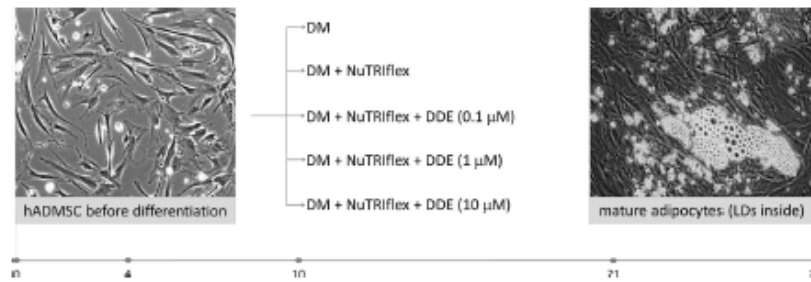 DM
DM + NuTRIflex
DM + NuTRIflex + DDE (0.1 µM)
DM + NuTRIflex + DDE (1 µM)
DM + NuTRIflex + DDE (10 µM)
hADMSC before differentiation
mature adipocytes (LDs inside)
4 10 21